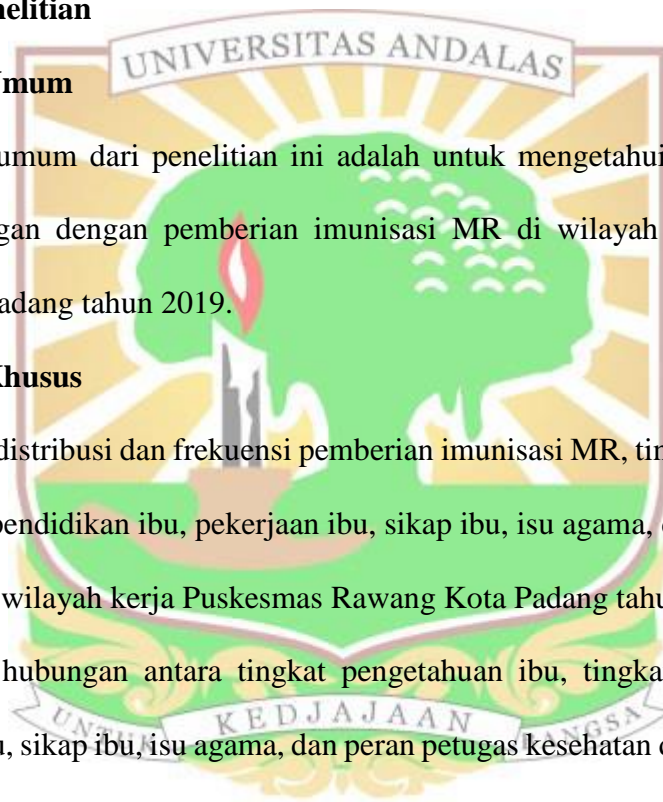 nelitian
UNIVERSITAS ANDALAS
Umum
umum dari penelitian ini adalah untuk mengetahui
gan dengan pemberian imunisasi MR di wilayah
adang tahun 2019.
Khusus
distribusi dan frekuensi pemberian imunisasi MR, tin
pendidikan ibu, pekerjaan ibu, sikap ibu, isu agama,
wilayah kerja Puskesmas Rawang Kota Padang tahu
hubungan antara tingkat pengetahuan ibu, tingka
u, sikap ibu, isu agama, dan peran petugas kesehatan d
UNTUK KEDJAJAAN BANGSA